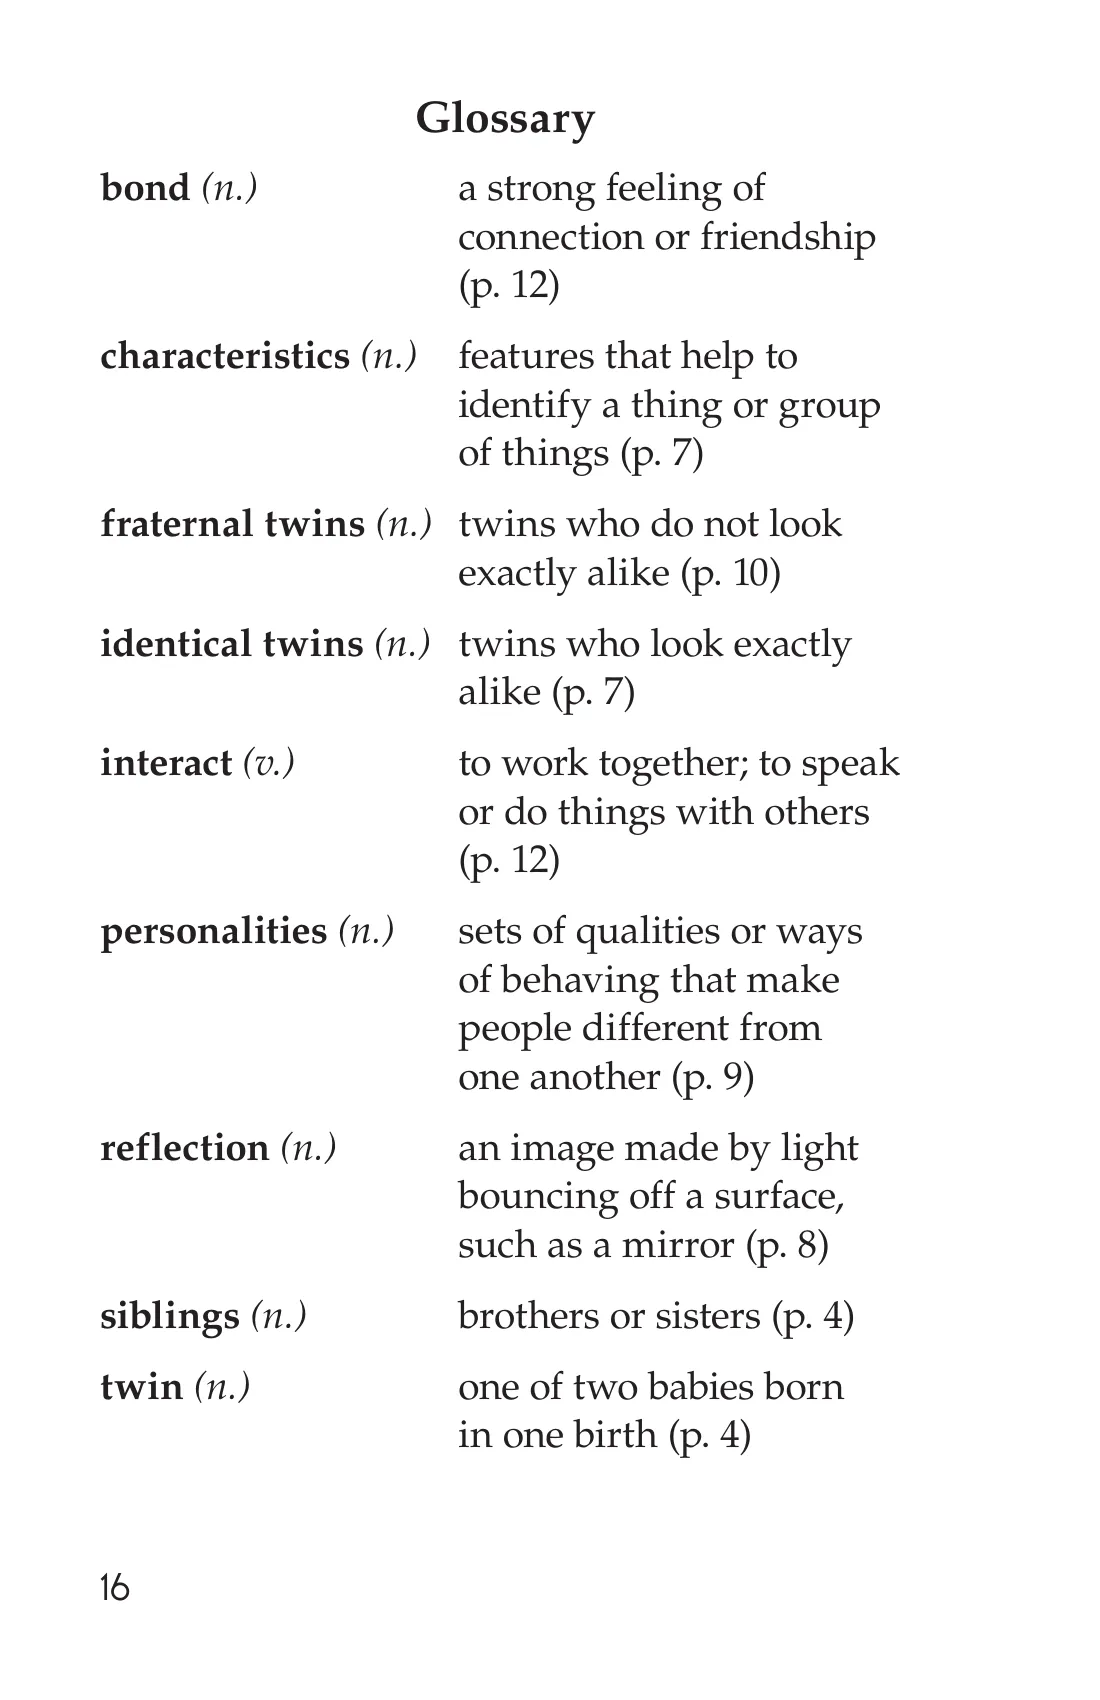 Glossary
bond (n.) a strong feeling of
connection or friendship
(p. 12)
characteristics (n.) features that help to
identify a thing or group
of things (p. 7)
fraternal twins (n.) twins who do not look
exactly alike (p. 10)
identical twins (n.) twins who look exactly
alike (p. 7)
interact (v.) to work together; to speak
or do things with others
(p. 12)
personalities (n.) sets of qualities or ways
of behaving that make
people different from
one another (p. 9)
reflection (n.) an image made by light
bouncing off a surface,
such as a mirror (p. 8)
siblings (n.) brothers or sisters (p. 4)
twin (n.) one of two babies born
in one birth (p. 4)
16